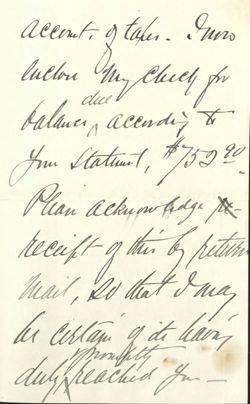 account, of taxes - I now
enclose my check for
balance due, according to
your statement, $752.90
Please acknowledge
receipt of this by return
mail, so that I may
be certain of its having
duly promptly reached you -